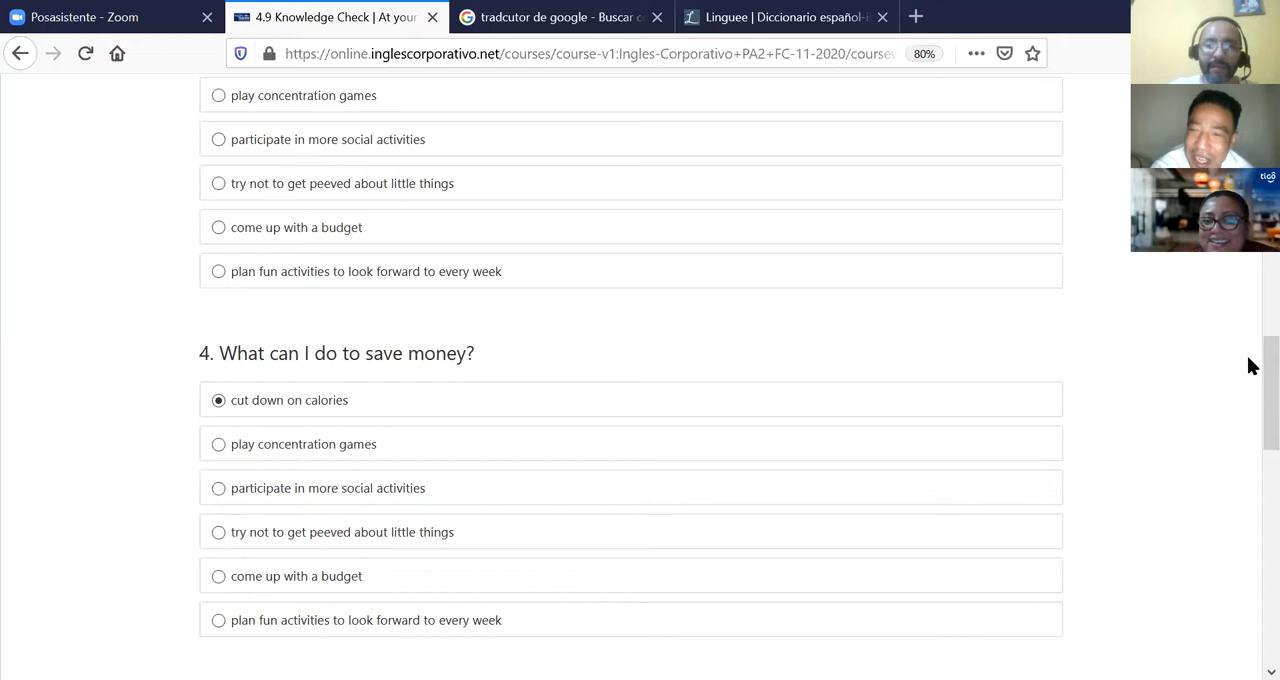 Posasistente - Zoom
4.9 Knowledge Check | At your
tradcutor de google - Buscar c
Linguee | Diccionario español-i
https://online.inglescorporativo.net/courses/course-v1:Ingles-Corporativo+PA2+FC-11-2020/coursew
80%
play concentration games
participate in more social activities
try not to get peeved about little things
come up with a budget
plan fun activities to look forward to every week
4. What can I do to save money?
cut down on calories
play concentration games
participate in more social activities
try not to get peeved about little things
come up with a budget
plan fun activities to look forward to every week
tigo